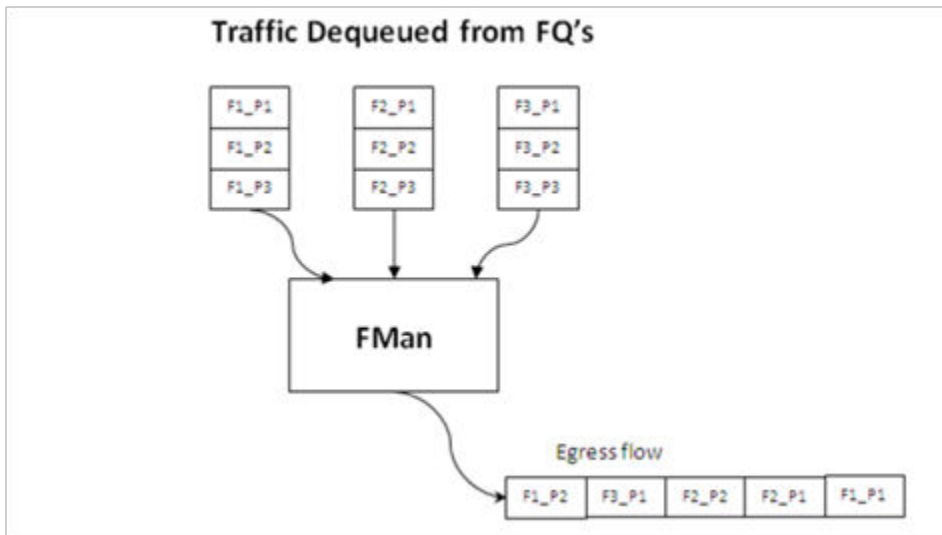 Traffic Dequeued from FQ's
F1_P1 F2_P1 F3_P1
F1_P2 F2_P2 F3_P2
F1_P3 F2_P3 F3_P3
FMan
Egress flow
F1_P2 F3_P1 F2_P2 F2_P1 F1_P1